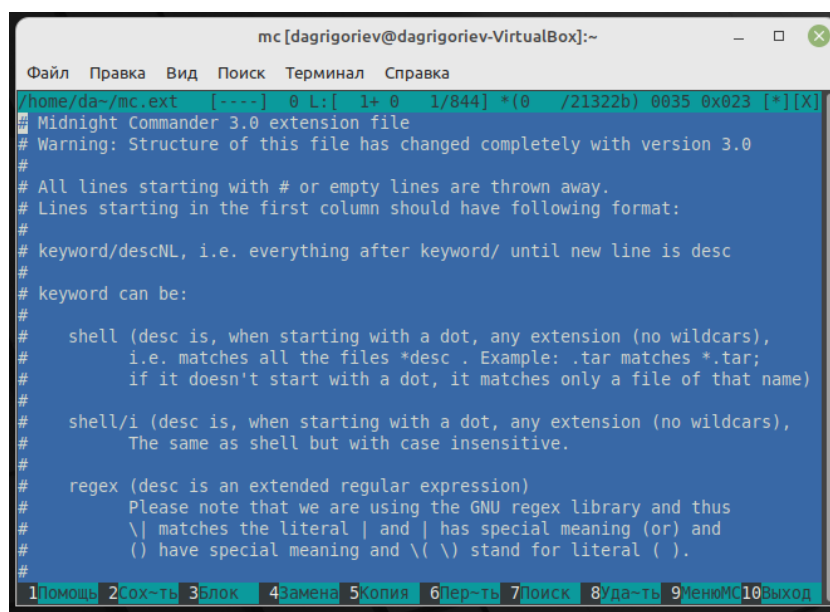 mc [dagrigoriev@dagrigoriev-VirtualBox]:~
Файл Правка Вид Поиск Терминал Справка
/home/da~/mc.ext [----] 0 L:[ 1+ 0 1/844] *(0 /21322b) 0035 0x023 [*][X]
# Midnight Commander 3.0 extension file
# Warning: Structure of this file has changed completely with version 3.0
#
# All lines starting with # or empty lines are thrown away.
# Lines starting in the first column should have following format:
#
# keyword/descNL, i.e. everything after keyword/ until new line is desc
#
# keyword can be:
#
# shell (desc is, when starting with a dot, any extension (no wildcars),
# i.e. matches all the files *desc . Example: .tar matches *.tar;
# if it doesn't start with a dot, it matches only a file of that name)
#
# shell/i (desc is, when starting with a dot, any extension (no wildcars),
# The same as shell but with case insensitive.
#
# regex (desc is an extended regular expression)
# Please note that we are using the GNU regex library and thus
# \| matches the literal | and | has special meaning (or) and
# () have special meaning and \( \) stand for literal ( ).
#
1Помощь 2Сох~ть 3Блок 4Замена 5Копия 6Пер~ть 7Поиск 8Уда~ть 9МенюMC 10Выход